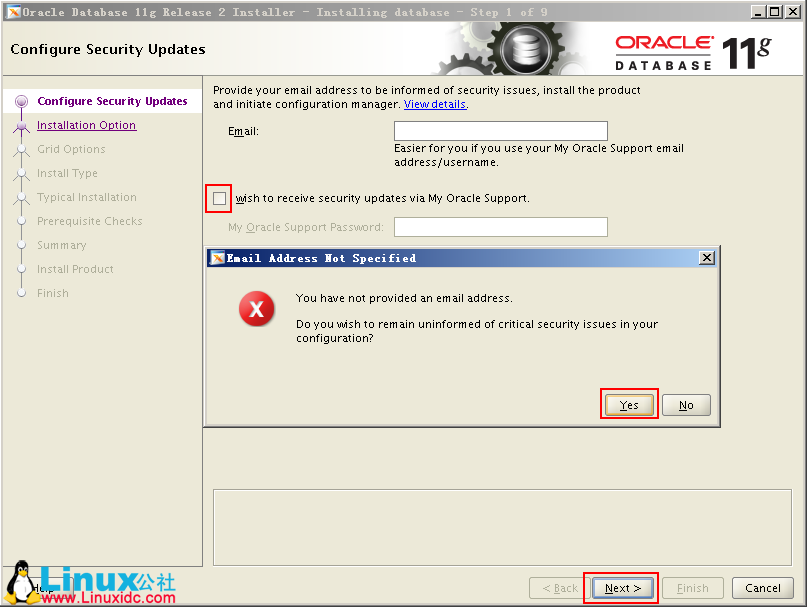 Oracle Database 11g Release 2 Installer - Installing database - Step 1 of 9
Configure Security Updates
ORACLE
DATABASE
11g
Configure Security Updates
Installation Option
Grid Options
Install Type
Typical Installation
Prerequisite Checks
Summary
Install Product
Finish
Provide your email address to be informed of security issues, install the product
and initiate configuration manager. View details.
Email:
Easier for you if you use your My Oracle Support email
address/username.
wish to receive security updates via My Oracle Support.
My Oracle Support Password:
Email Address Not Specified
You have not provided an email address.
Do you wish to remain uninformed of critical security issues in your
configuration?
Yes
No
Help
< Back
Next >
Finish
Cancel
Linux公社
www.Linuxidc.com